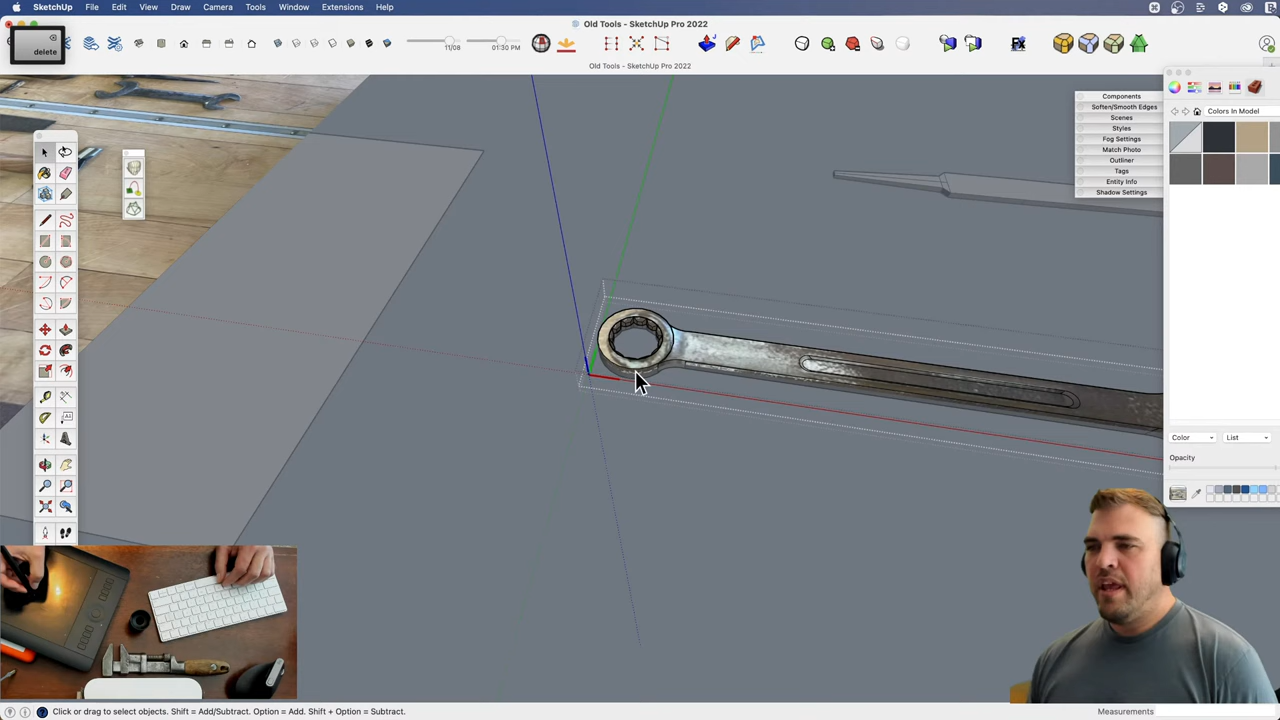 SketchUp File Edit View Camera Draw Tools Window Extensions Help
Old Tools - SketchUp Pro 2022
delete
11/08 01:30 PM
Old Tools - SketchUp Pro 2022
Components
Soften/Smooth Edges
Scenes
Styles
Fog Settings
Match Photo
Outliner
Tags
Entity Info
Shadow Settings
Colors In Model
Color List
Opacity
Click or drag to select objects. Shift = Add/Subtract. Option = Add. Shift + Option = Subtract.
Measurements